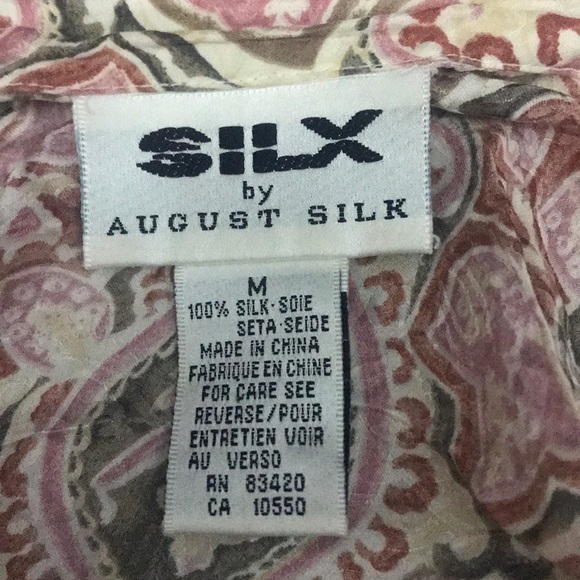 SILX
by
AUGUST SILK
M
100% SILK·SOIE
SETA·SEIDE
MADE IN CHINA
FABRIQUE EN CHINE
FOR CARE SEE
REVERSE/POUR
ENTRETIEN VOIR
AU VERSO
RN 83420
CA 10550